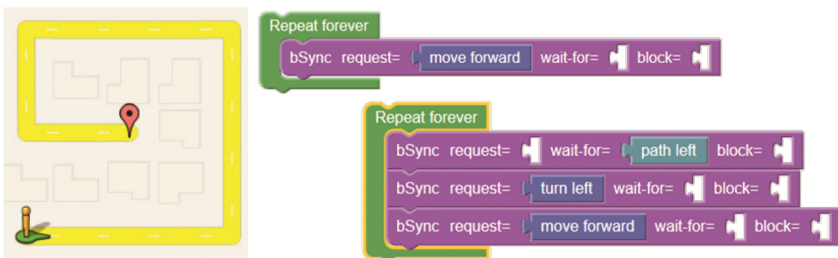 Repeat forever
bSync request= move forward wait-for= block=
Repeat forever
bSync request= wait-for= path left block=
bSync request= turn left wait-for= block=
bSync request= move forward wait-for= block=